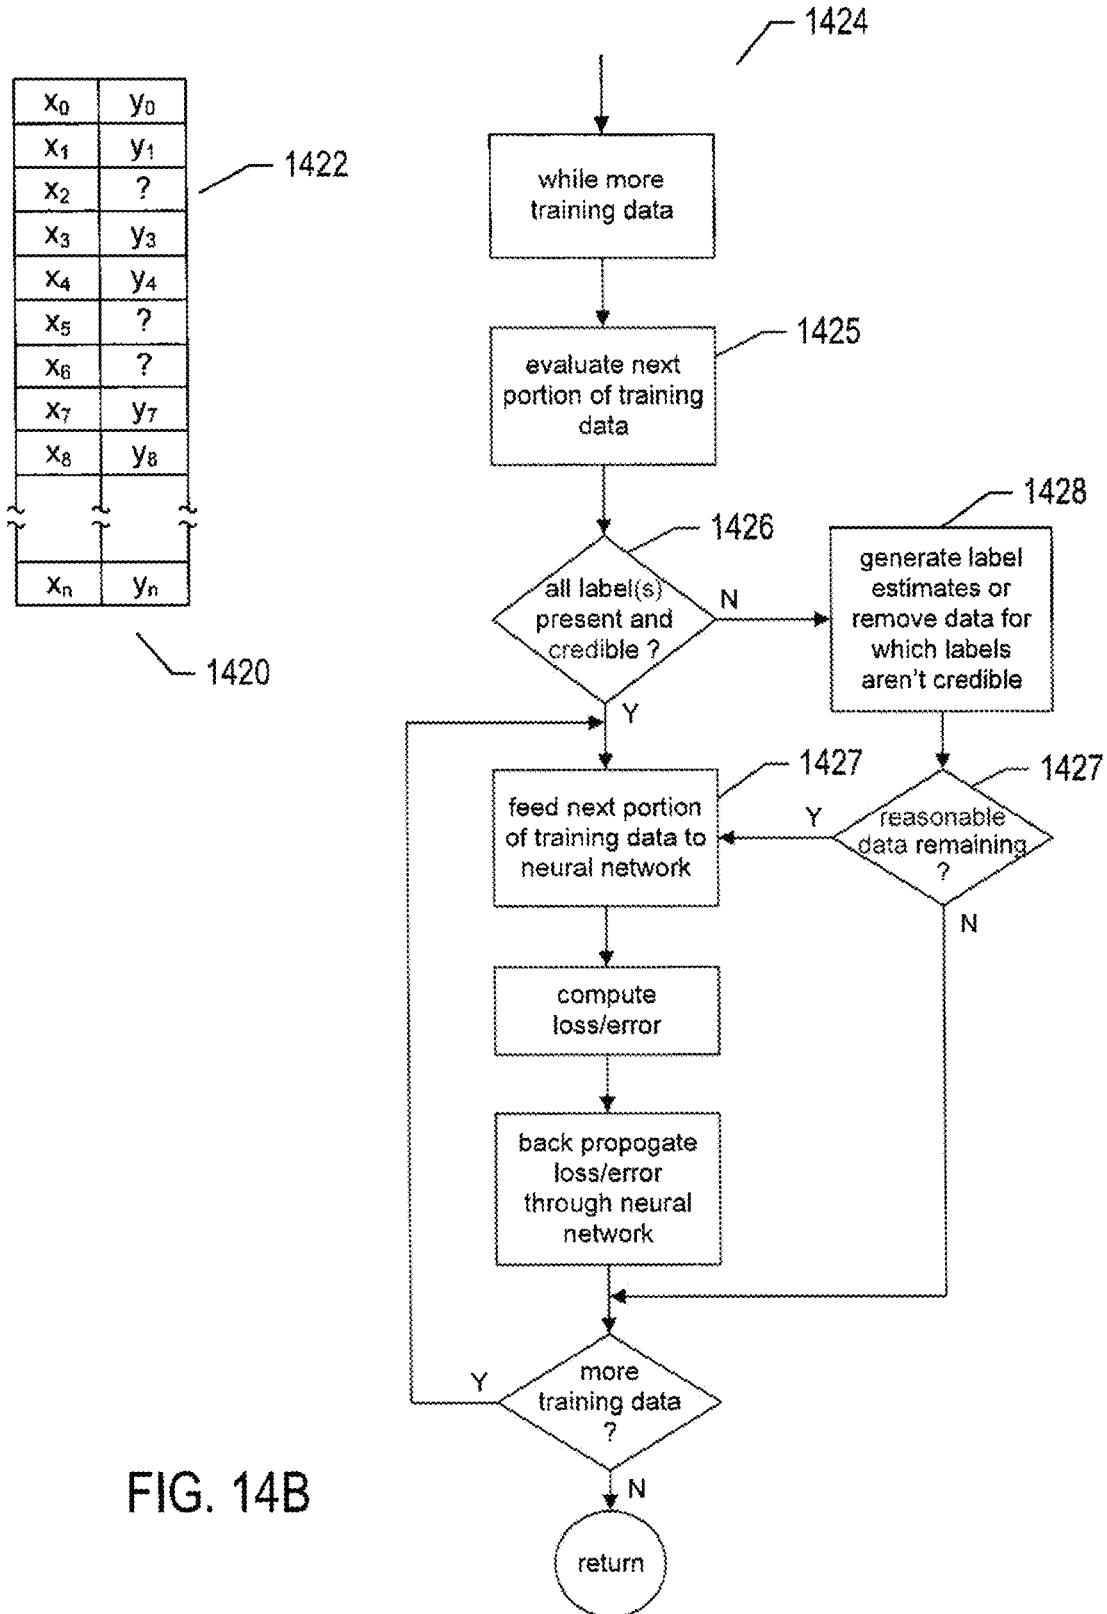 1424
x₀ y₀
x₁ y₁
1422
x₂ ?
x₃ y₃
x₄ y₄
x₅ ?
x₆ ?
x₇ y₇
x₈ y₈
xₙ yₙ
1420
while more
training data
1425
evaluate next
portion of training
data
1426
all label(s)
present and
credible ?
N
Y
1428
generate label
estimates or
remove data for
which labels
aren't credible
1427
feed next portion
of training data to
neural network
1427
reasonable
data remaining
?
Y
N
compute
loss/error
back propogate
loss/error
through neural
network
more
training data
?
Y
N
return
FIG. 14B